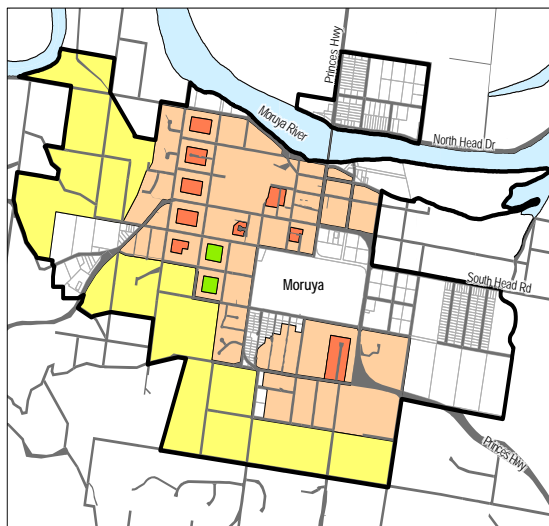 Princes Hwy
Moruya River
North Head Dr
South Head Rd
Moruya
Princes Hwy